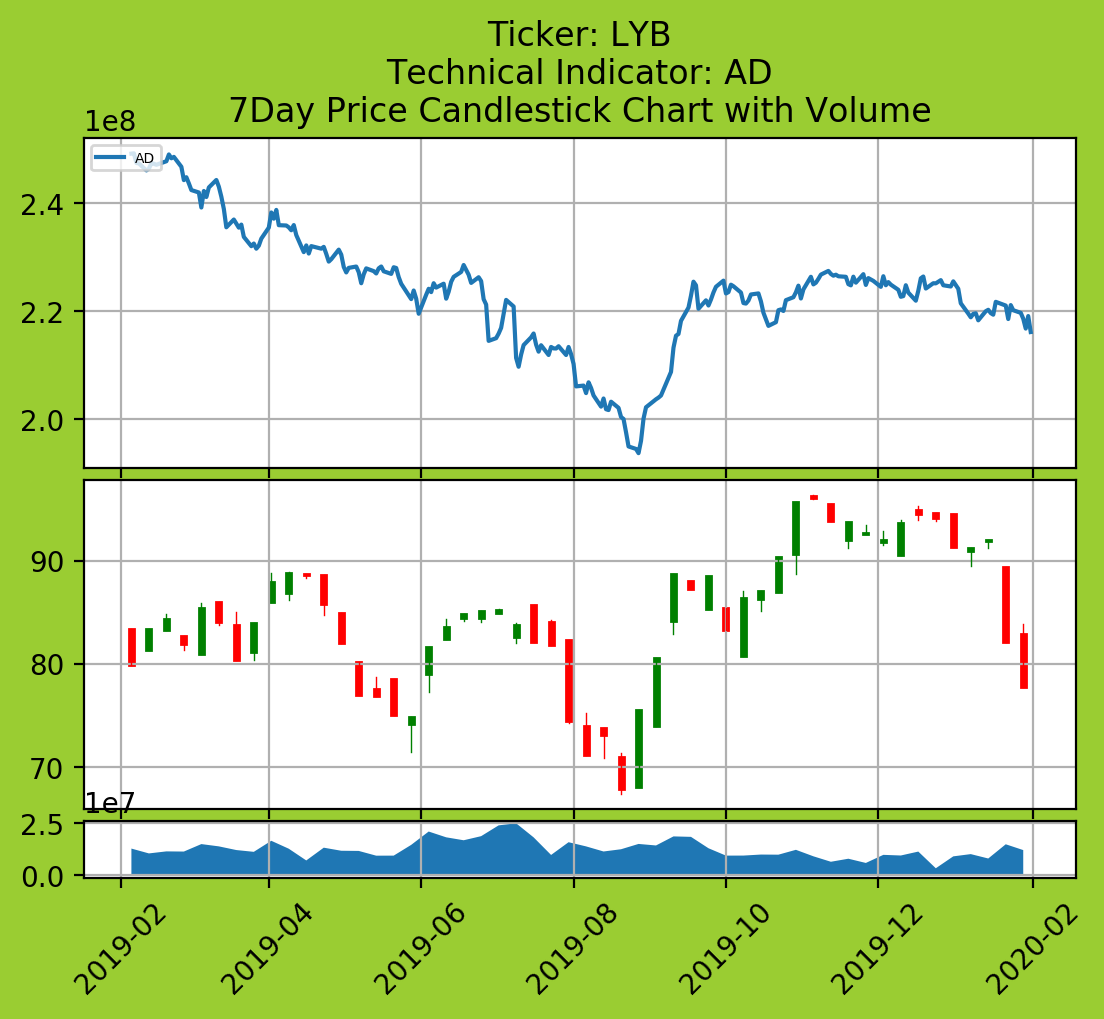 Ticker: LYB
Technical Indicator: AD
7Day Price Candlestick Chart with Volume
1e8
AD
2.4
2.2
2.0
90
80
70
1e7
2.5
0.0
2019-02
2019-04
2019-06
2019-08
2019-10
2019-12
2020-02